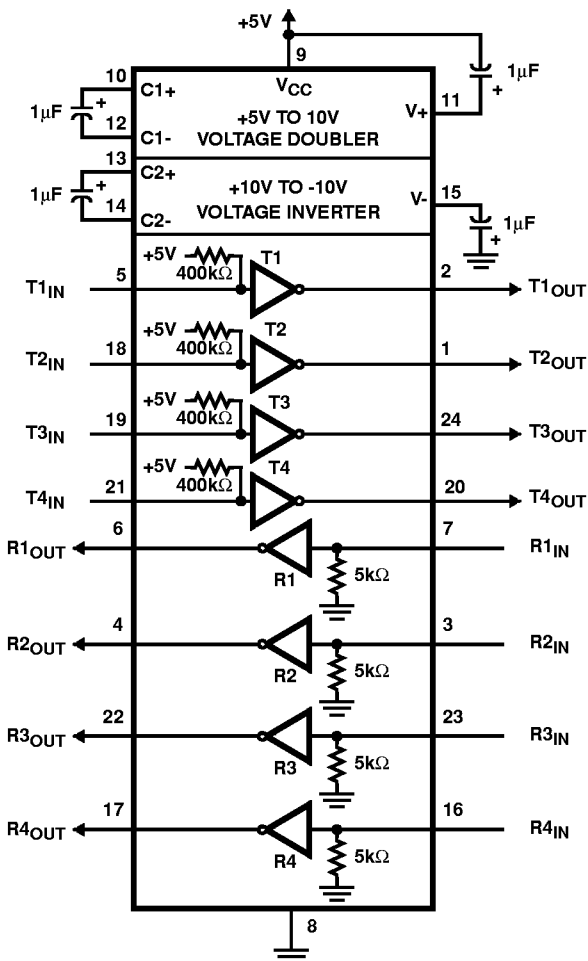 +5V
9
VCC
10
C1+
1µF
+
12
C1-
+5V TO 10V
VOLTAGE DOUBLER
V+
11
1µF
+
13
C2+
1µF
+
14
C2-
+10V TO -10V
VOLTAGE INVERTER
V-
15
1µF
+
+5V
400kΩ
T1
T1IN
5
2
T1OUT
+5V
400kΩ
T2
T2IN
18
1
T2OUT
+5V
400kΩ
T3
T3IN
19
24
T3OUT
+5V
400kΩ
T4
T4IN
21
20
T4OUT
R1OUT
6
R1
5kΩ
7
R1IN
R2OUT
4
R2
5kΩ
3
R2IN
R3OUT
22
R3
5kΩ
23
R3IN
R4OUT
17
R4
5kΩ
16
R4IN
8